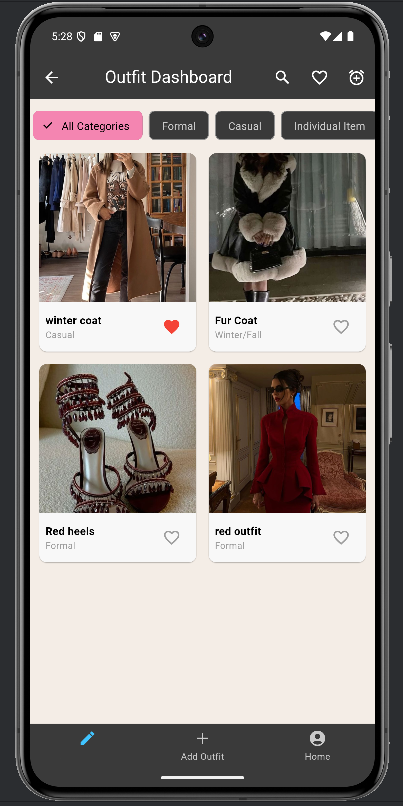 5:28
Outfit Dashboard
All Categories
Formal
Casual
Individual Item
winter coat
Casual
Fur Coat
Winter/Fall
Red heels
Formal
red outfit
Formal
Add Outfit
Home